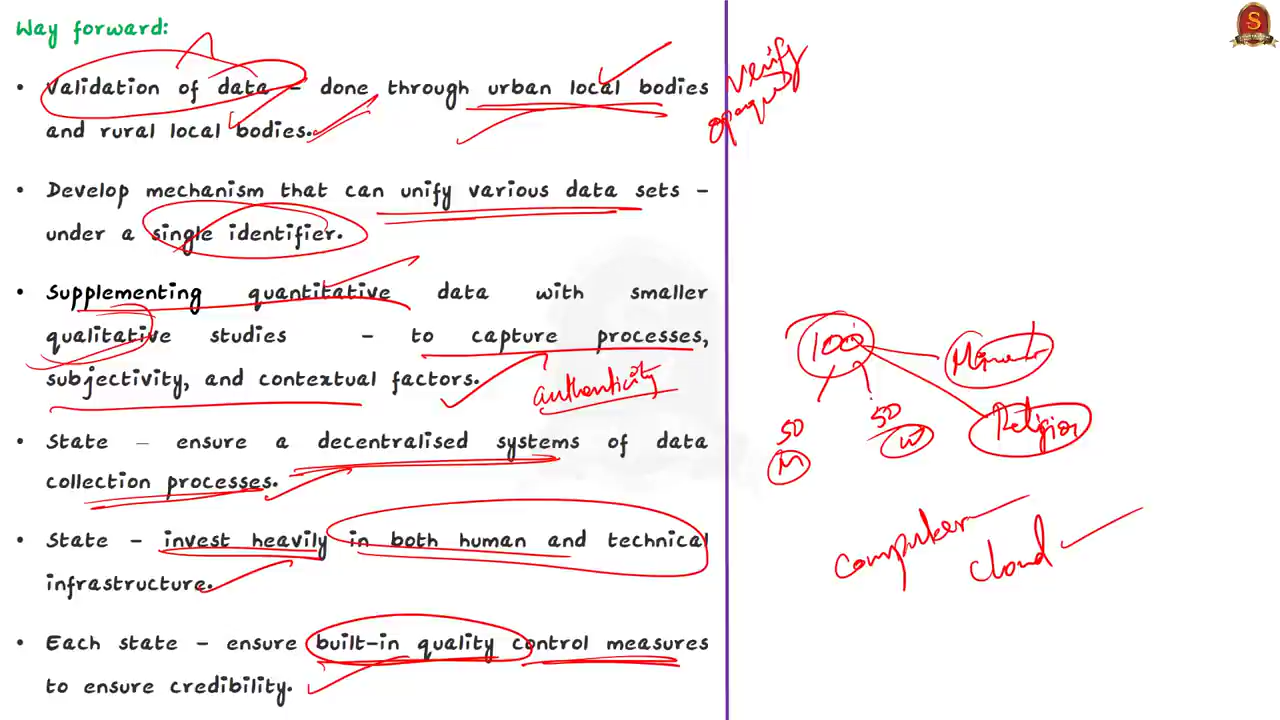 Way forward:
• Validation of data – done through urban local bodies
and rural local bodies.
• Develop mechanism that can unify various data sets –
under a single identifier.
• Supplementing quantitative data with smaller
qualitative studies – to capture processes,
subjectivity, and contextual factors.
authenticity
• State – ensure a decentralised systems of data
collection processes.
• State – invest heavily in both human and technical
infrastructure.
• Each state – ensure built-in quality control measures
to ensure credibility.
verify
100
50
M
50
W
Religion
computer
cloud
S